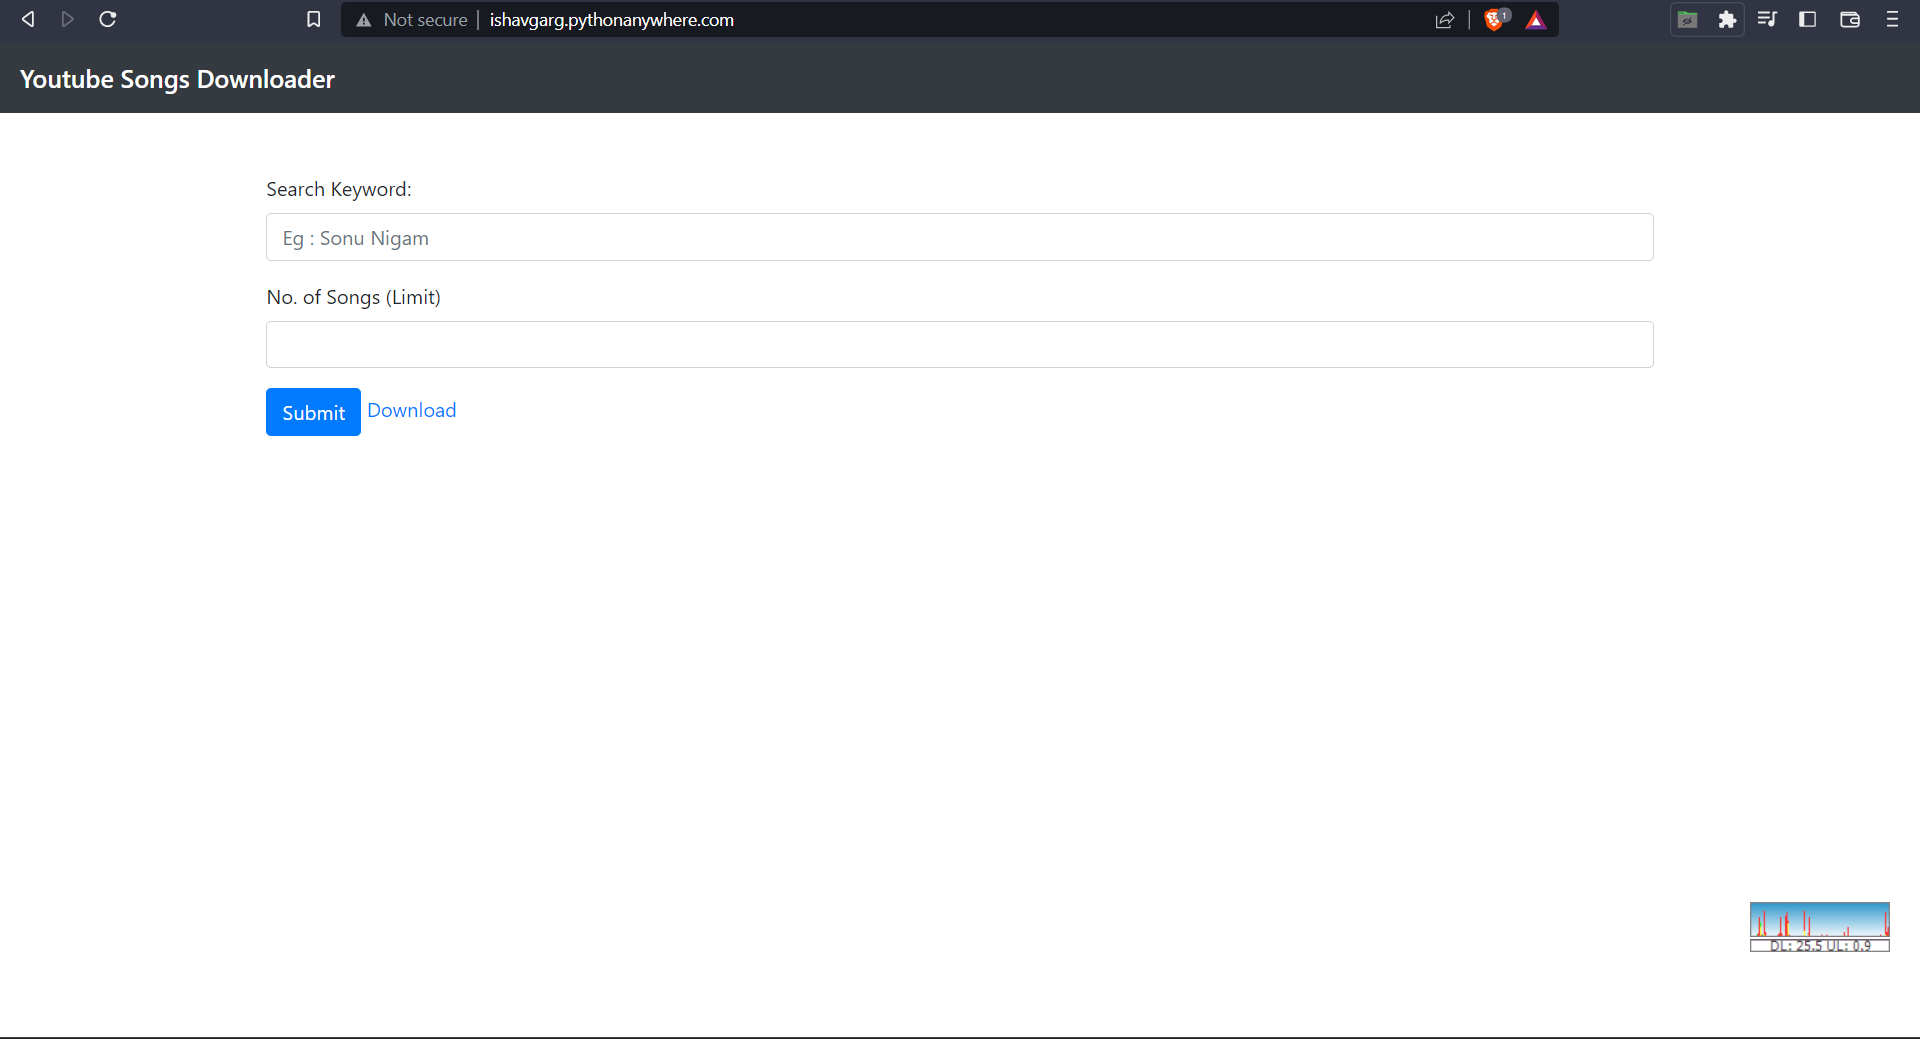 Not secure ishavgarg.pythonanywhere.com
1
Youtube Songs Downloader
Search Keyword:
Eg : Sonu Nigam
No. of Songs (Limit)
Submit Download
DL: 25.5 UL: 0.9